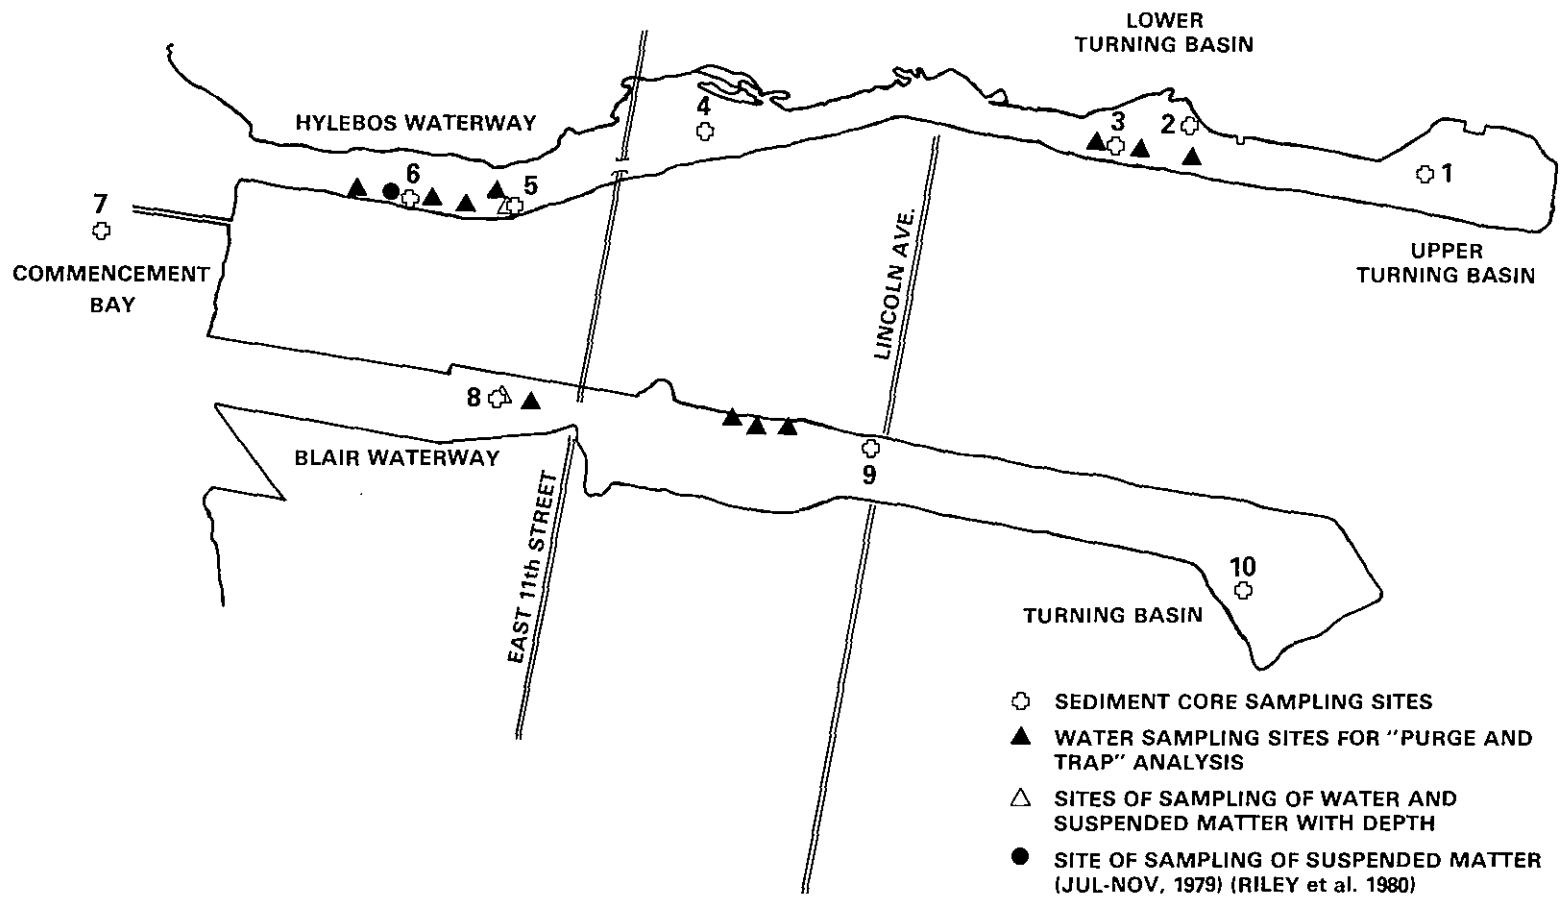 LOWER
TURNING BASIN
HYLEBOS WATERWAY
4
3
2
1
6
5
7
COMMENCEMENT
BAY
UPPER
TURNING BASIN
LINCOLN AVE.
8
BLAIR WATERWAY
9
EAST 11th STREET
10
TURNING BASIN
SEDIMENT CORE SAMPLING SITES
WATER SAMPLING SITES FOR "PURGE AND
TRAP" ANALYSIS
SITES OF SAMPLING OF WATER AND
SUSPENDED MATTER WITH DEPTH
SITE OF SAMPLING OF SUSPENDED MATTER
(JUL-NOV, 1979) (RILEY et al. 1980)